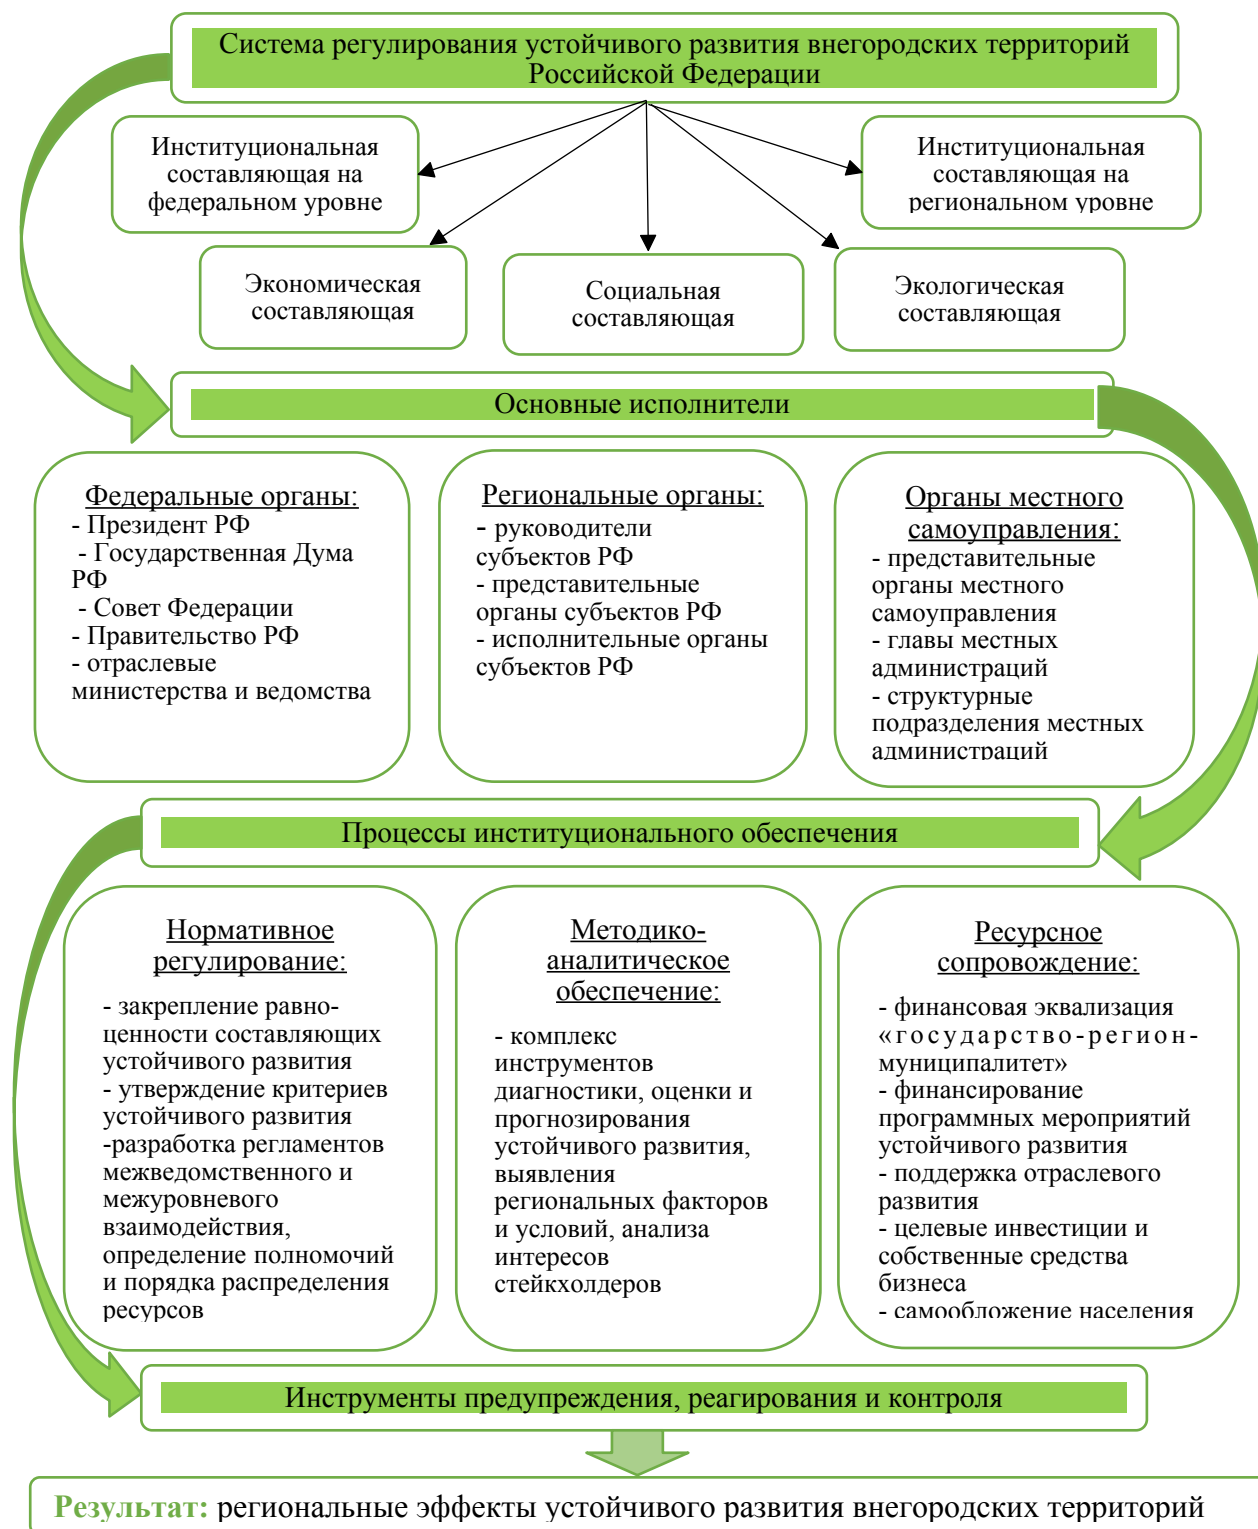 Система регулирования устойчивого развития внегородских территорий
Российской Федерации
Институциональная
составляющая на
федеральном уровне
Институциональная
составляющая на
региональном уровне
Экономическая
составляющая
Социальная
составляющая
Экологическая
составляющая
Основные исполнители
Федеральные органы:
- Президент РФ
- Государственная Дума
РФ
- Совет Федерации
- Правительство РФ
- отраслевые
министерства и ведомства
Региональные органы:
- руководители
субъектов РФ
- представительные
органы субъектов РФ
- исполнительные органы
субъектов РФ
Органы местного
самоуправления:
- представительные
органы местного
самоуправления
- главы местных
администраций
- структурные
подразделения местных
администраций
Процессы институционального обеспечения
Нормативное
регулирование:
- закрепление равно-
ценности составляющих
устойчивого развития
- утверждение критериев
устойчивого развития
-разработка регламентов
межведомственного и
межуровневого
взаимодействия,
определение полномочий
и порядка распределения
ресурсов
Методико-
аналитическое
обеспечение:
- комплекс
инструментов
диагностики, оценки и
прогнозирования
устойчивого развития,
выявления
региональных факторов
и условий, анализа
интересов
стейкхолдеров
Ресурсное
сопровождение:
- финансовая эквализация
«государство-регион-
муниципалитет»
- финансирование
программных мероприятий
устойчивого развития
- поддержка отраслевого
развития
- целевые инвестиции и
собственные средства
бизнеса
- самообложение населения
Инструменты предупреждения, реагирования и контроля
Результат: региональные эффекты устойчивого развития внегородских территорий